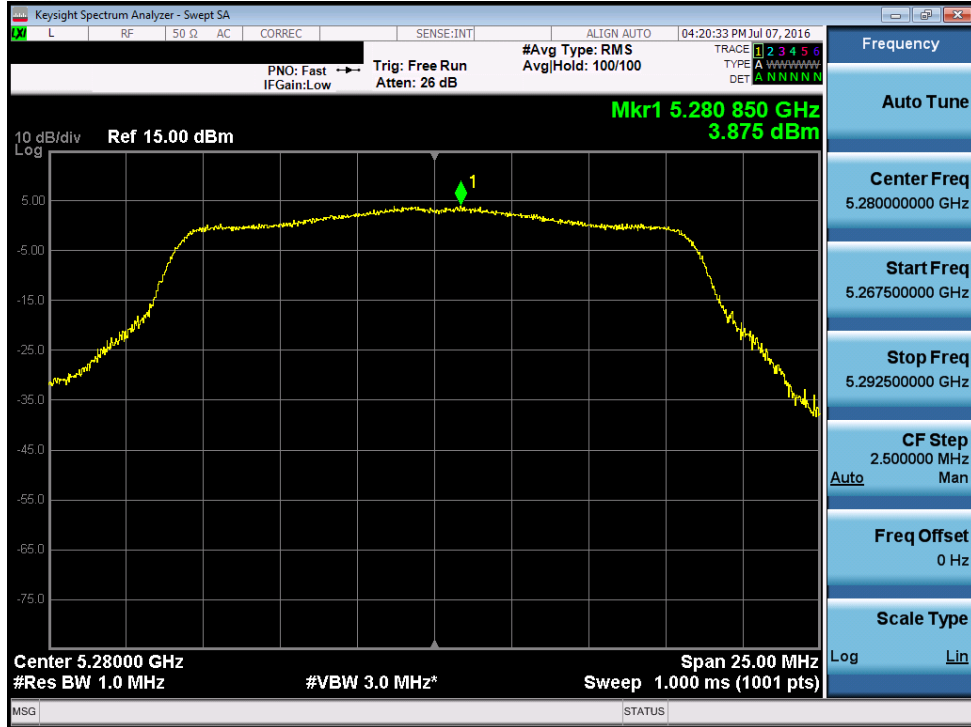 Keysight Spectrum Analyzer - Swept SA
LXI L RF 50 Ω AC CORREC SENSE:INT ALIGN AUTO 04:20:33 PM Jul 07, 2016
PNO: Fast
IFGain:Low
Trig: Free Run
Atten: 26 dB
#Avg Type: RMS
Avg|Hold: 100/100
TRACE 1 2 3 4 5 6
TYPE A WWWWW
DET A N N N N N
Mkr1 5.280 850 GHz
3.875 dBm
10 dB/div Ref 15.00 dBm
Log
1
5.00
-5.00
-15.0
-25.0
-35.0
-45.0
-55.0
-65.0
-75.0
Center 5.28000 GHz Span 25.00 MHz
#Res BW 1.0 MHz #VBW 3.0 MHz* Sweep 1.000 ms (1001 pts)
MSG STATUS
Frequency
Auto Tune
Center Freq
5.280000000 GHz
Start Freq
5.267500000 GHz
Stop Freq
5.292500000 GHz
CF Step
2.500000 MHz
Auto Man
Freq Offset
0 Hz
Scale Type
Log Lin